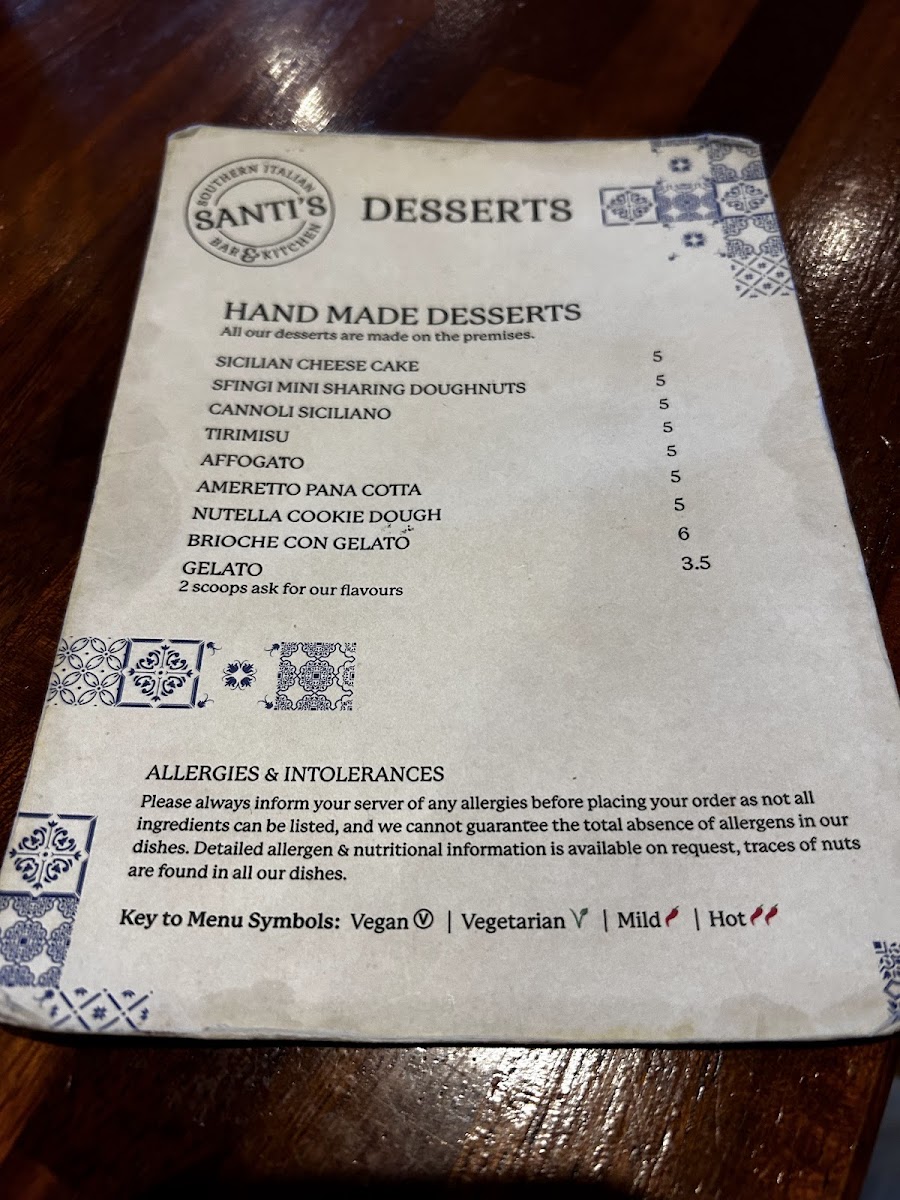 SOUTHERN ITALIAN
SANTI'S
BAR & KITCHEN
DESSERTS
HAND MADE DESSERTS
All our desserts are made on the premises.
SICILIAN CHEESE CAKE 5
SFINGI MINI SHARING DOUGHNUTS 5
CANNOLI SICILIANO 5
TIRIMISU 5
AFFOGATO 5
AMERETTO PANA COTTA 5
NUTELLA COOKIE DOUGH 5
BRIOCHE CON GELATO 6
GELATO 3.5
2 scoops ask for our flavours
ALLERGIES & INTOLERANCES
Please always inform your server of any allergies before placing your order as not all
ingredients can be listed, and we cannot guarantee the total absence of allergens in our
dishes. Detailed allergen & nutritional information is available on request, traces of nuts
are found in all our dishes.
Key to Menu Symbols: Vegan Ⓥ | Vegetarian V | Mild | Hot